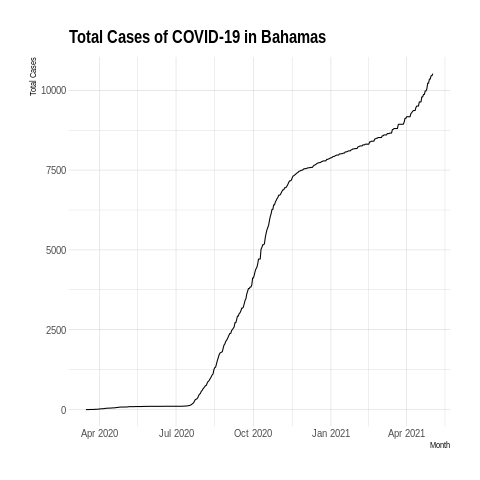 Total Cases of COVID-19 in Bahamas
Total Cases
10000
7500
5000
2500
0
Apr 2020 Jul 2020 Oct 2020 Jan 2021 Apr 2021
Month